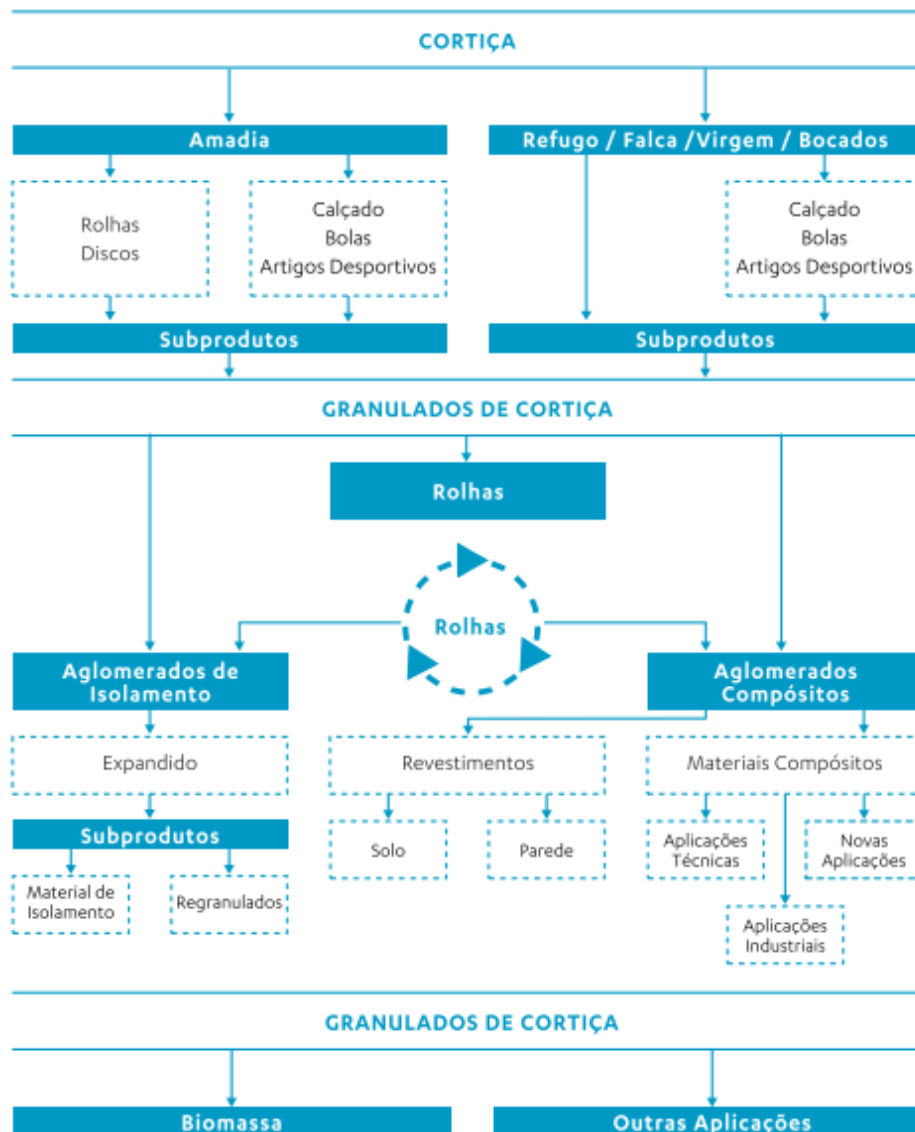 CORTIÇA
Amadia
Refugo / Falca /Virgem / Bocados
Rolhas
Discos
Calçado
Bolas
Artigos Desportivos
Calçado
Bolas
Artigos Desportivos
Subprodutos
Subprodutos
GRANULADOS DE CORTIÇA
Rolhas
Rolhas
Aglomerados de
Isolamento
Aglomerados
Compósitos
Expandido
Revestimentos
Materiais Compósitos
Subprodutos
Solo
Parede
Aplicações
Técnicas
Novas
Aplicações
Material de
Isolamento
Regranulados
Aplicações
Industriais
GRANULADOS DE CORTIÇA
Biomassa
Outras Aplicações